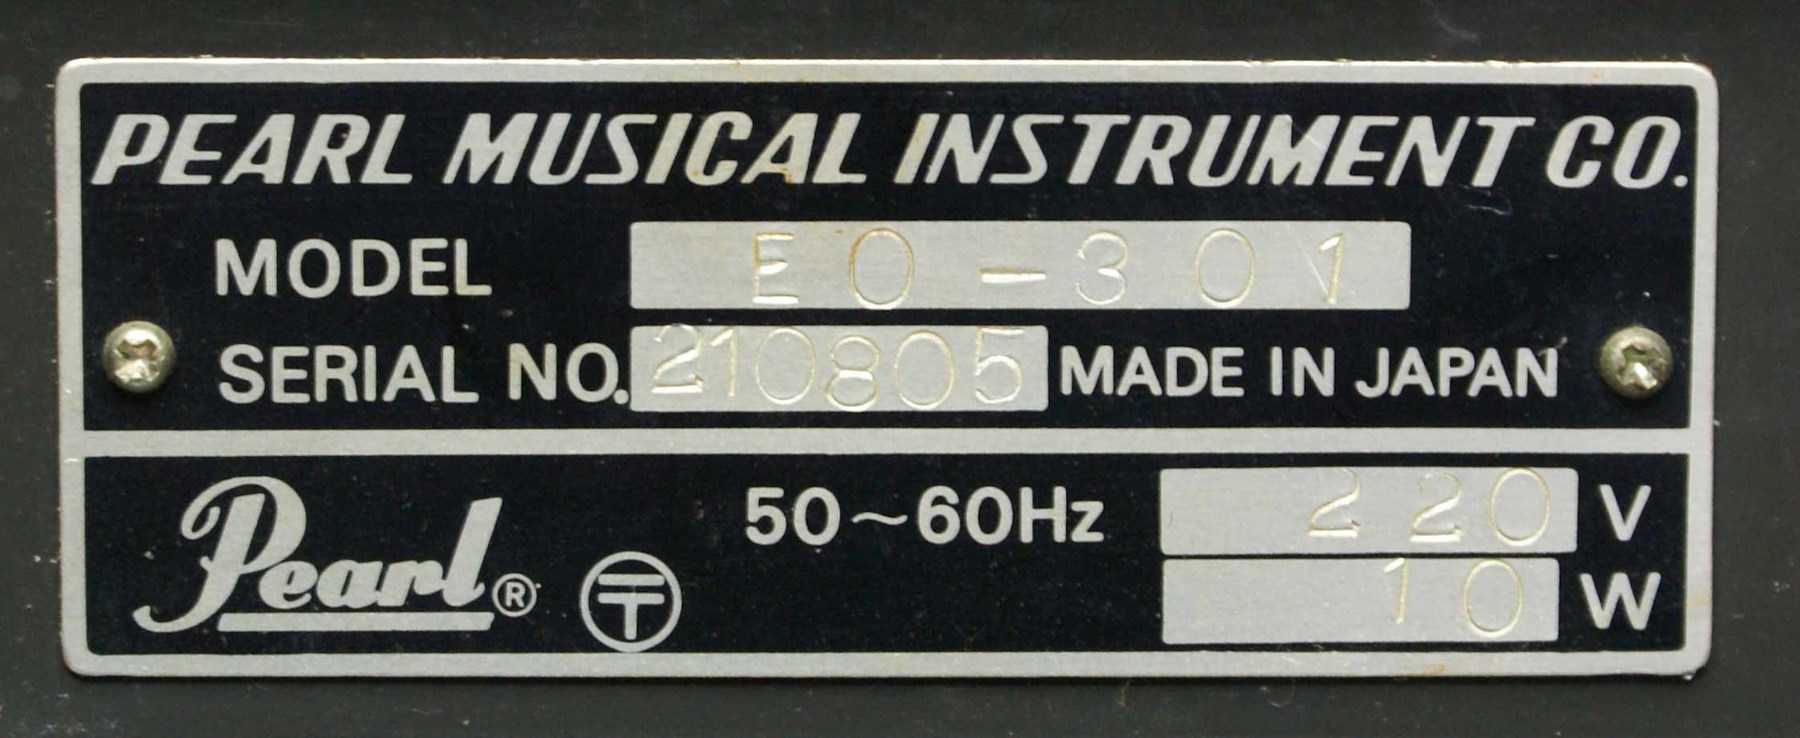 PEARL MUSICAL INSTRUMENT CO.
MODEL EO-301
SERIAL NO. 210805 MADE IN JAPAN
Pearl® 〒 50~60Hz 220 V
10 W